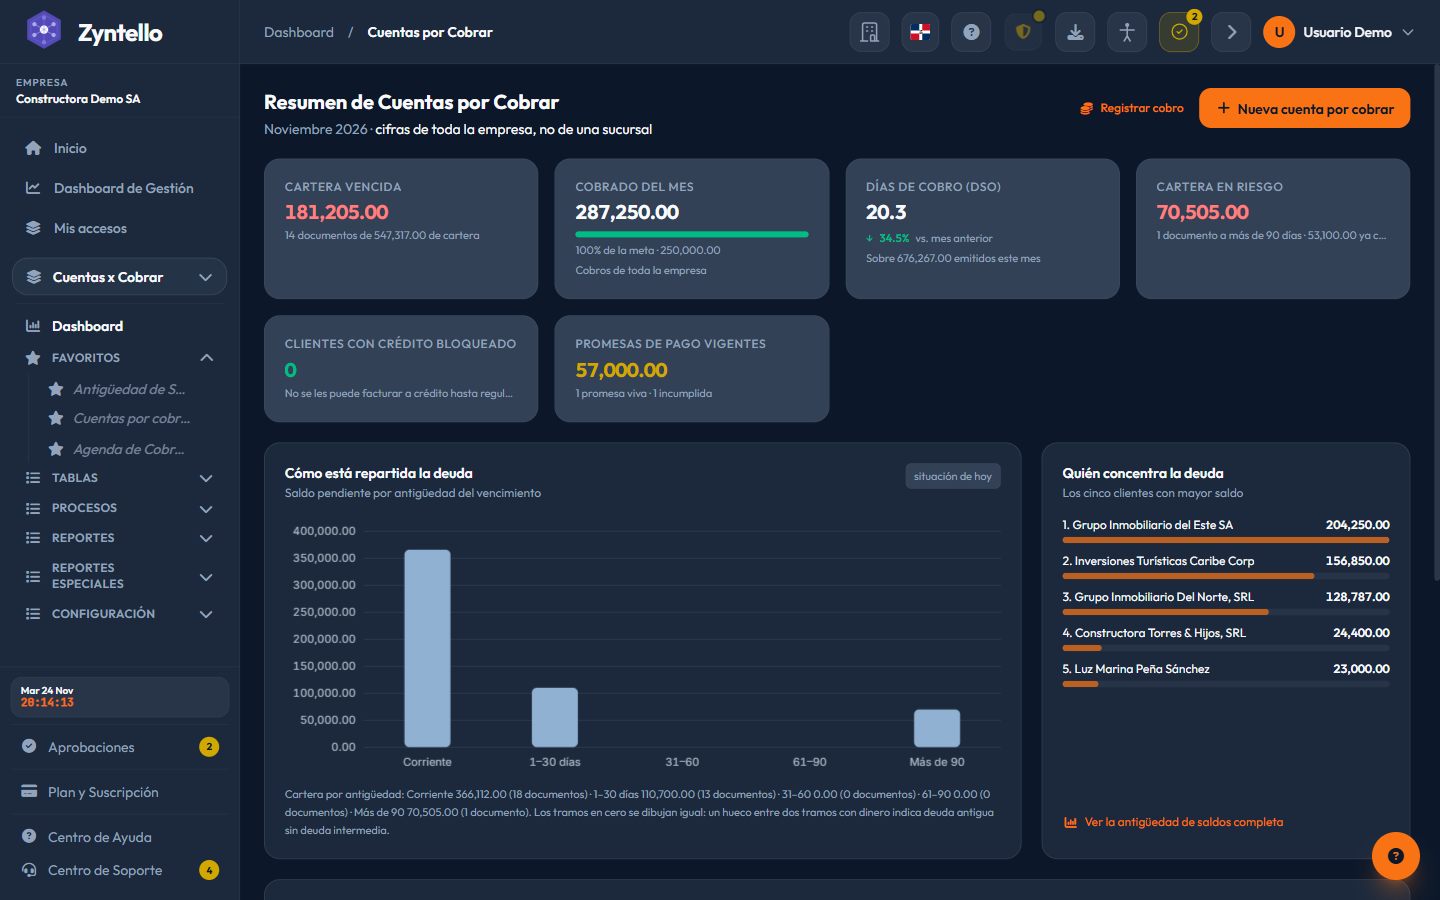 Zyntello
Dashboard / Cuentas por Cobrar
2
U
Usuario Demo
EMPRESA
Constructora Demo SA
Inicio
Dashboard de Gestión
Mis accesos
Cuentas x Cobrar
Dashboard
FAVORITOS
Antigüedad de S...
Cuentas por cobr...
Agenda de Cobr...
TABLAS
PROCESOS
REPORTES
REPORTES
ESPECIALES
CONFIGURACIÓN
Mar 24 Nov
20:14:13
Aprobaciones 2
Plan y Suscripción
Centro de Ayuda
Centro de Soporte 4
Resumen de Cuentas por Cobrar
Noviembre 2026 · cifras de toda la empresa, no de una sucursal
Registrar cobro
+ Nueva cuenta por cobrar
CARTERA VENCIDA
181,205.00
14 documentos de 547,317.00 de cartera
COBRADO DEL MES
287,250.00
100% de la meta · 250,000.00
Cobros de toda la empresa
DÍAS DE COBRO (DSO)
20.3
↓ 34.5% vs. mes anterior
Sobre 676,267.00 emitidos este mes
CARTERA EN RIESGO
70,505.00
1 documento a más de 90 días · 53,100.00 ya c...
CLIENTES CON CRÉDITO BLOQUEADO
0
No se les puede facturar a crédito hasta regul...
PROMESAS DE PAGO VIGENTES
57,000.00
1 promesa viva · 1 incumplida
Cómo está repartida la deuda
Saldo pendiente por antigüedad del vencimiento
situación de hoy
400,000.00
350,000.00
300,000.00
250,000.00
200,000.00
150,000.00
100,000.00
50,000.00
0.00
Corriente 1–30 días 31–60 61–90 Más de 90
Cartera por antigüedad: Corriente 366,112.00 (18 documentos) · 1–30 días 110,700.00 (13 documentos) · 31–60 0.00 (0 documentos) · 61–90 0.00 (0
documentos) · Más de 90 70,505.00 (1 documento). Los tramos en cero se dibujan igual: un hueco entre dos tramos con dinero indica deuda antigua
sin deuda intermedia.
Quién concentra la deuda
Los cinco clientes con mayor saldo
1. Grupo Inmobiliario del Este SA 204,250.00
2. Inversiones Turísticas Caribe Corp 156,850.00
3. Grupo Inmobiliario Del Norte, SRL 128,787.00
4. Constructora Torres & Hijos, SRL 24,400.00
5. Luz Marina Peña Sánchez 23,000.00
Ver la antigüedad de saldos completa